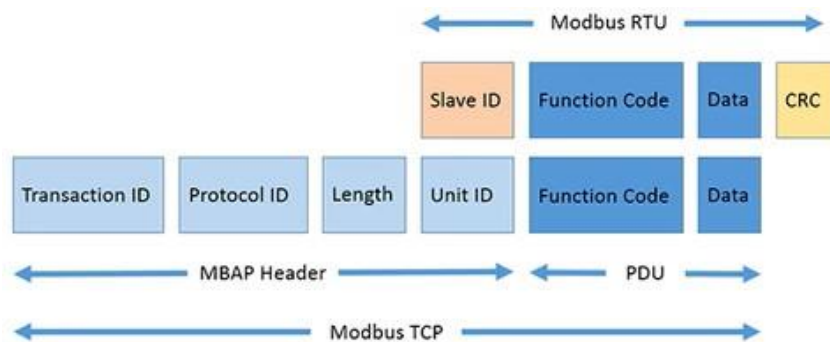 Modbus RTU
Slave ID Function Code Data CRC
Transaction ID Protocol ID Length Unit ID Function Code Data
MBAP Header PDU
Modbus TCP